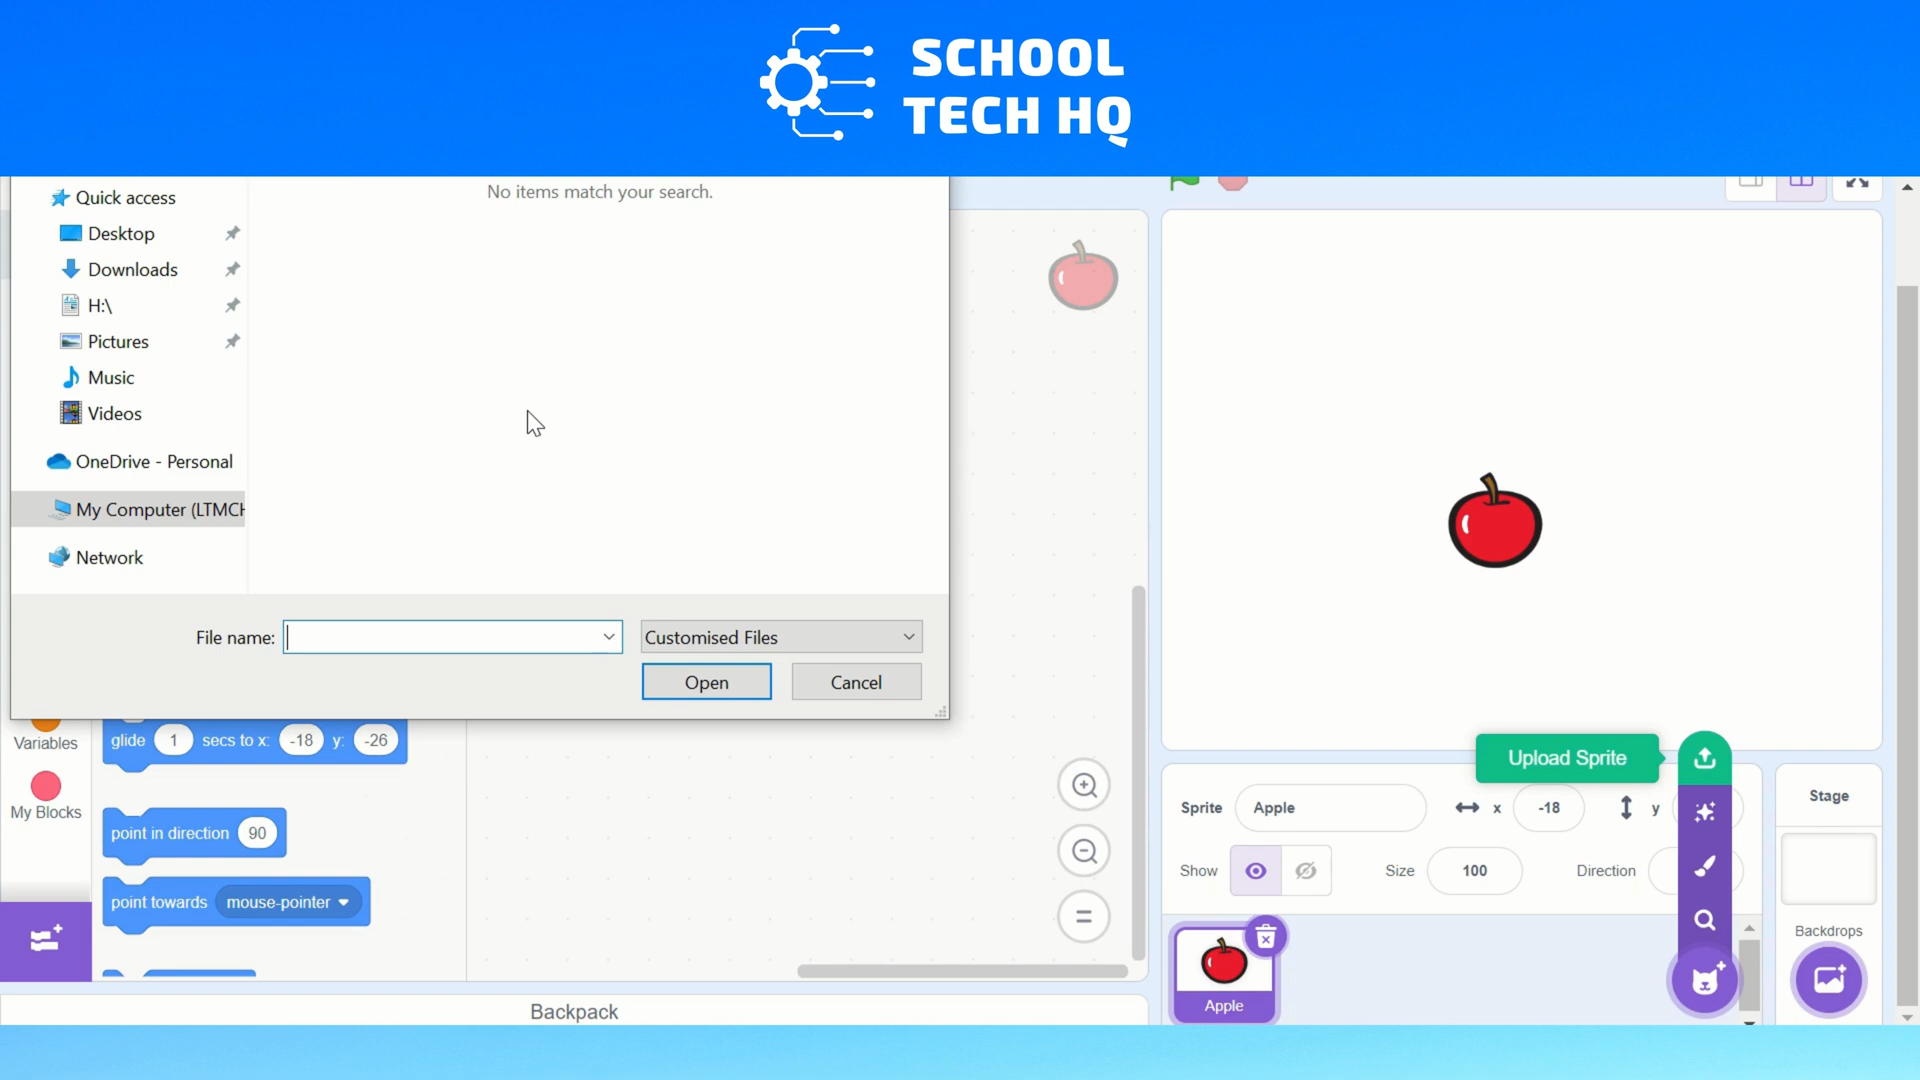 SCHOOL
TECH HQ
Quick access
No items match your search.
Desktop
Downloads
H:\
Pictures
Music
Videos
OneDrive - Personal
My Computer (LTMCH
Network
File name:
Customised Files
Open
Cancel
Variables
glide 1 secs to x: -18 y: -26
My Blocks
point in direction 90
point towards mouse-pointer
Backpack
Upload Sprite
Sprite Apple x -18 y
Show Size 100 Direction
Apple
Stage
Backdrops